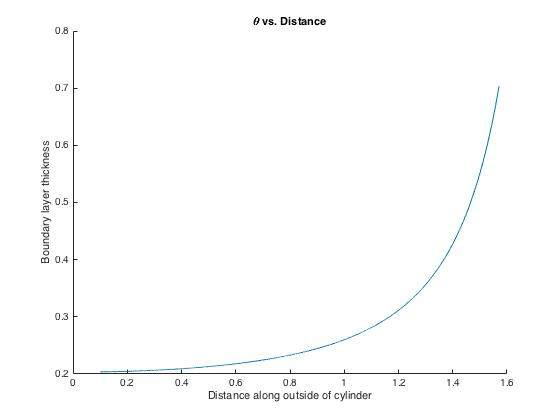 θ vs. Distance
0.8
0.7
0.6
0.5
0.4
0.3
0.2
Boundary layer thickness
0 0.2 0.4 0.6 0.8 1 1.2 1.4 1.6
Distance along outside of cylinder